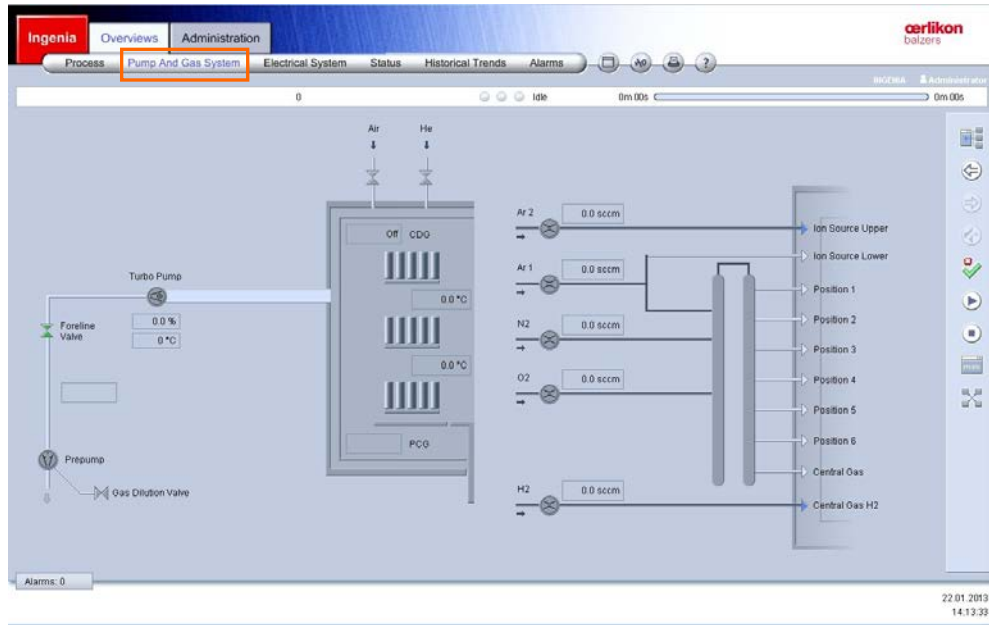 Ingenia
Overviews
Administration
œrlikon
balzers
Process
Pump And Gas System
Electrical System
Status
Historical Trends
Alarms
?
INGENIA
Administrator
0
Idle
0m 00s
0m 00s
Air
He
Off
CDG
Turbo Pump
0.0 %
0 °C
Foreline
Valve
0.0 °C
0.0 °C
PCG
Prepump
Gas Dilution Valve
Ar 2
0.0 sccm
Ion Source Upper
Ion Source Lower
Ar 1
0.0 sccm
Position 1
N2
0.0 sccm
Position 2
Position 3
O2
0.0 sccm
Position 4
Position 5
Position 6
Central Gas
H2
0.0 sccm
Central Gas H2
Alarms: 0
22.01.2013
14:13:33